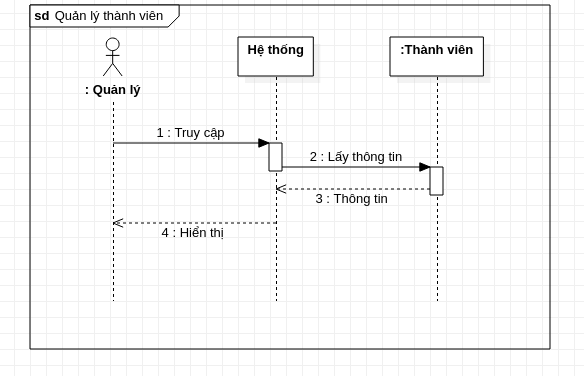 sd Quản lý thành viên
: Quản lý
Hệ thống
:Thành viên
1 : Truy cập
2 : Lấy thông tin
3 : Thông tin
4 : Hiển thị